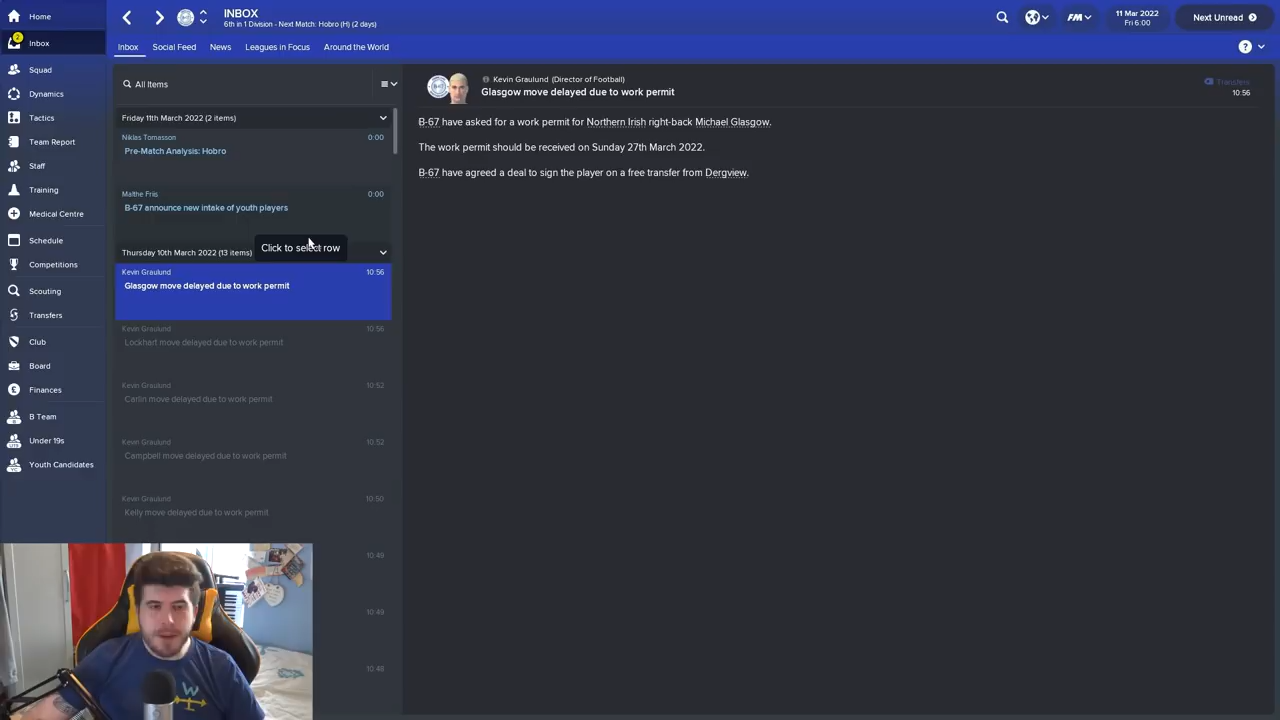 Home
2
Inbox
Squad
Dynamics
Tactics
Team Report
Staff
Training
Medical Centre
Schedule
Competitions
Scouting
Transfers
Club
Board
Finances
B Team
Under 19s
Youth Candidates
INBOX
6th in 1 Division - Next Match: Hobro (H) (2 days)
FM
11 Mar 2022
Fri 6:00
Next Unread
Inbox
Social Feed
News
Leagues in Focus
Around the World
?
All Items
Friday 11th March 2022 (2 items)
Niklas Tomasson 0:00
Pre-Match Analysis: Hobro
Malthe Friis 0:00
B-67 announce new intake of youth players
Click to select row
Thursday 10th March 2022 (13 items)
Kevin Graulund 10:56
Glasgow move delayed due to work permit
Kevin Graulund 10:56
Lockhart move delayed due to work permit
Kevin Graulund 10:52
Carlin move delayed due to work permit
Kevin Graulund 10:52
Campbell move delayed due to work permit
Kevin Graulund 10:50
Kelly move delayed due to work permit
10:49
10:49
10:48
Kevin Graulund (Director of Football)
Glasgow move delayed due to work permit
Transfers
10:56
B-67 have asked for a work permit for Northern Irish right-back Michael Glasgow.
The work permit should be received on Sunday 27th March 2022.
B-67 have agreed a deal to sign the player on a free transfer from Dergview.
W